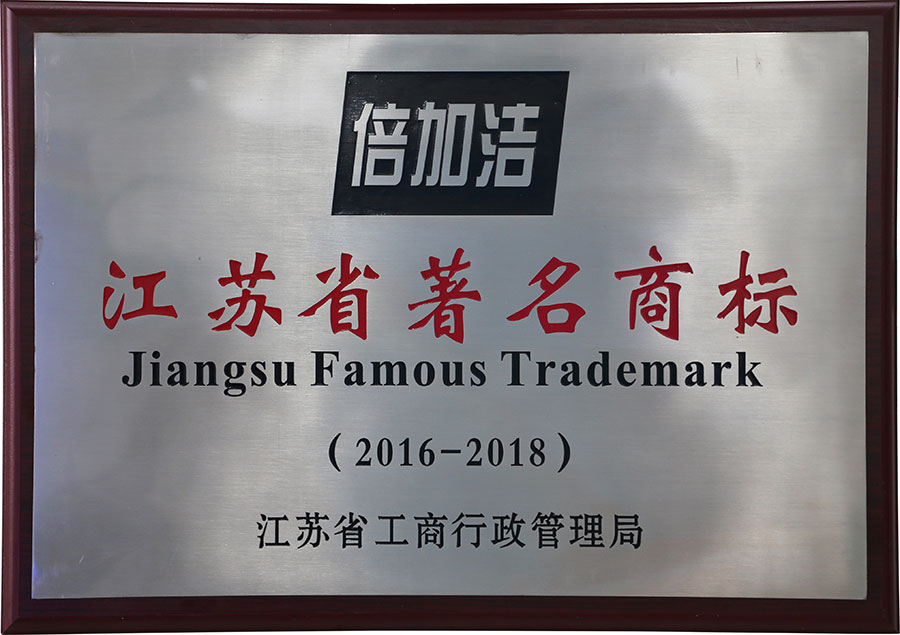 倍加洁
江苏省著名商标
Jiangsu Famous Trademark
(2016-2018)
江苏省工商行政管理局